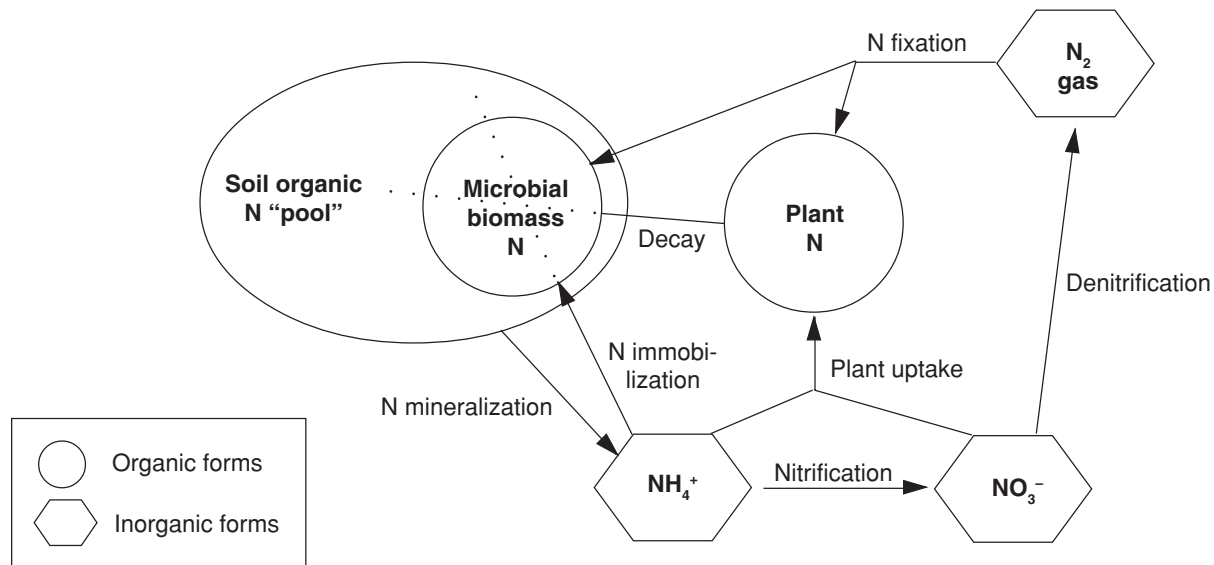 N fixation
N₂
gas
Soil organic
N “pool”
Microbial
biomass
N
Decay
Plant
N
Denitrification
N immobi-
lization
Plant uptake
N mineralization
NH₄⁺
Nitrification
NO₃⁻
Organic forms
Inorganic forms